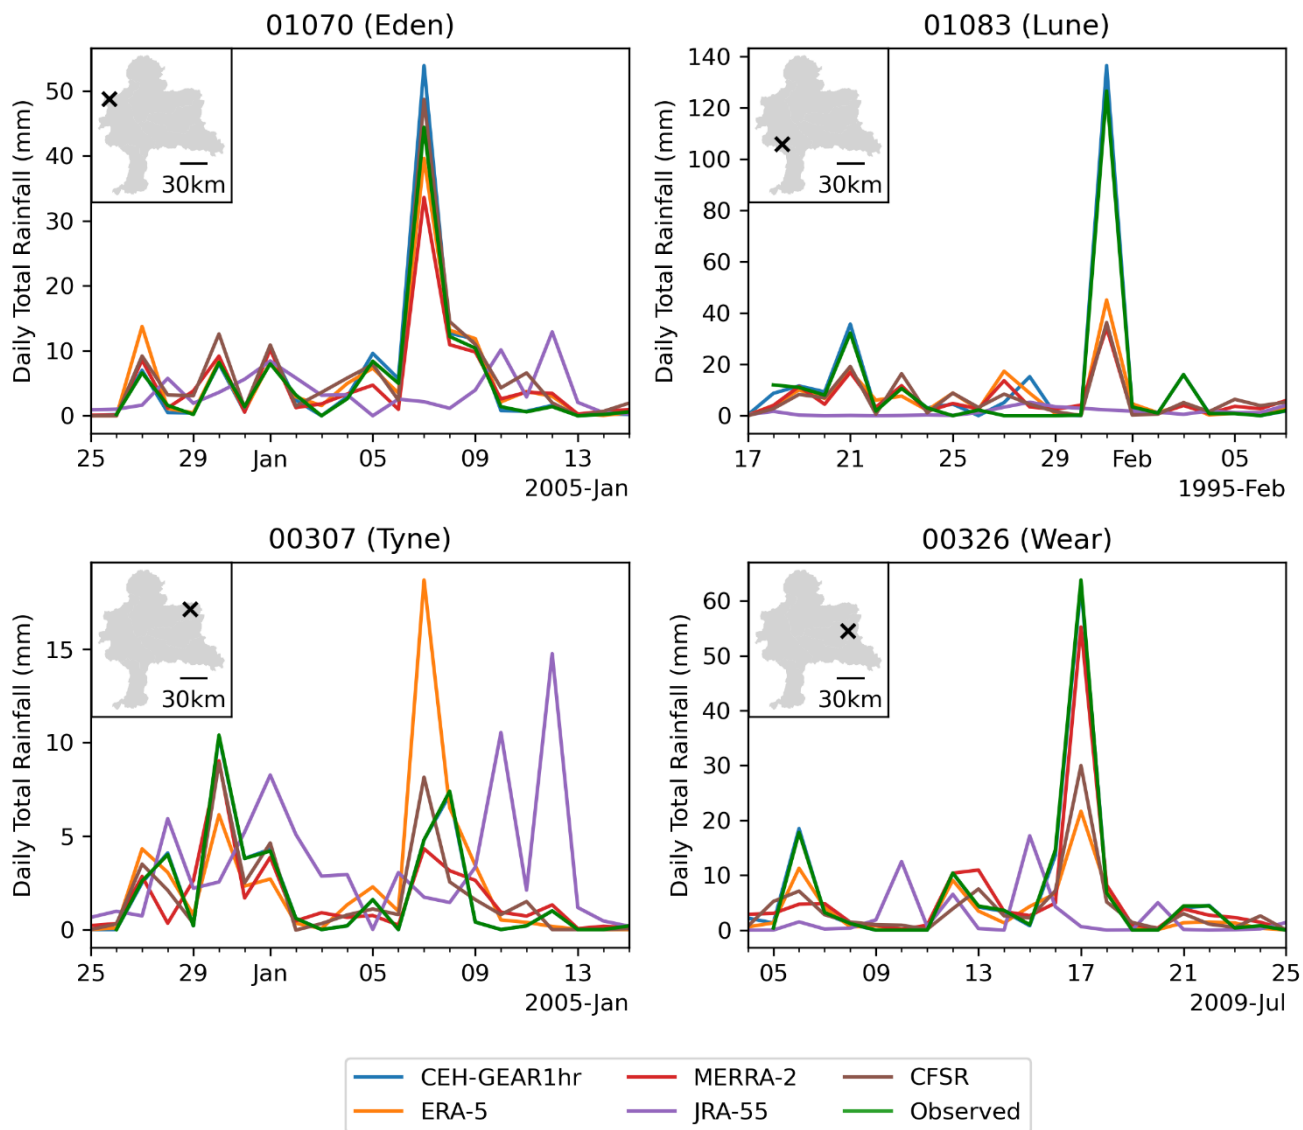 01070 (Eden)
Daily Total Rainfall (mm)
50
40
30
20
10
0
30km
25 29 Jan 05 09 13
2005-Jan
01083 (Lune)
Daily Total Rainfall (mm)
140
120
100
80
60
40
20
0
30km
17 21 25 29 Feb 05
1995-Feb
00307 (Tyne)
Daily Total Rainfall (mm)
15
10
5
0
30km
25 29 Jan 05 09 13
2005-Jan
00326 (Wear)
Daily Total Rainfall (mm)
60
50
40
30
20
10
0
30km
05 09 13 17 21 25
2009-Jul
CEH-GEAR1hr MERRA-2 CFSR
ERA-5 JRA-55 Observed